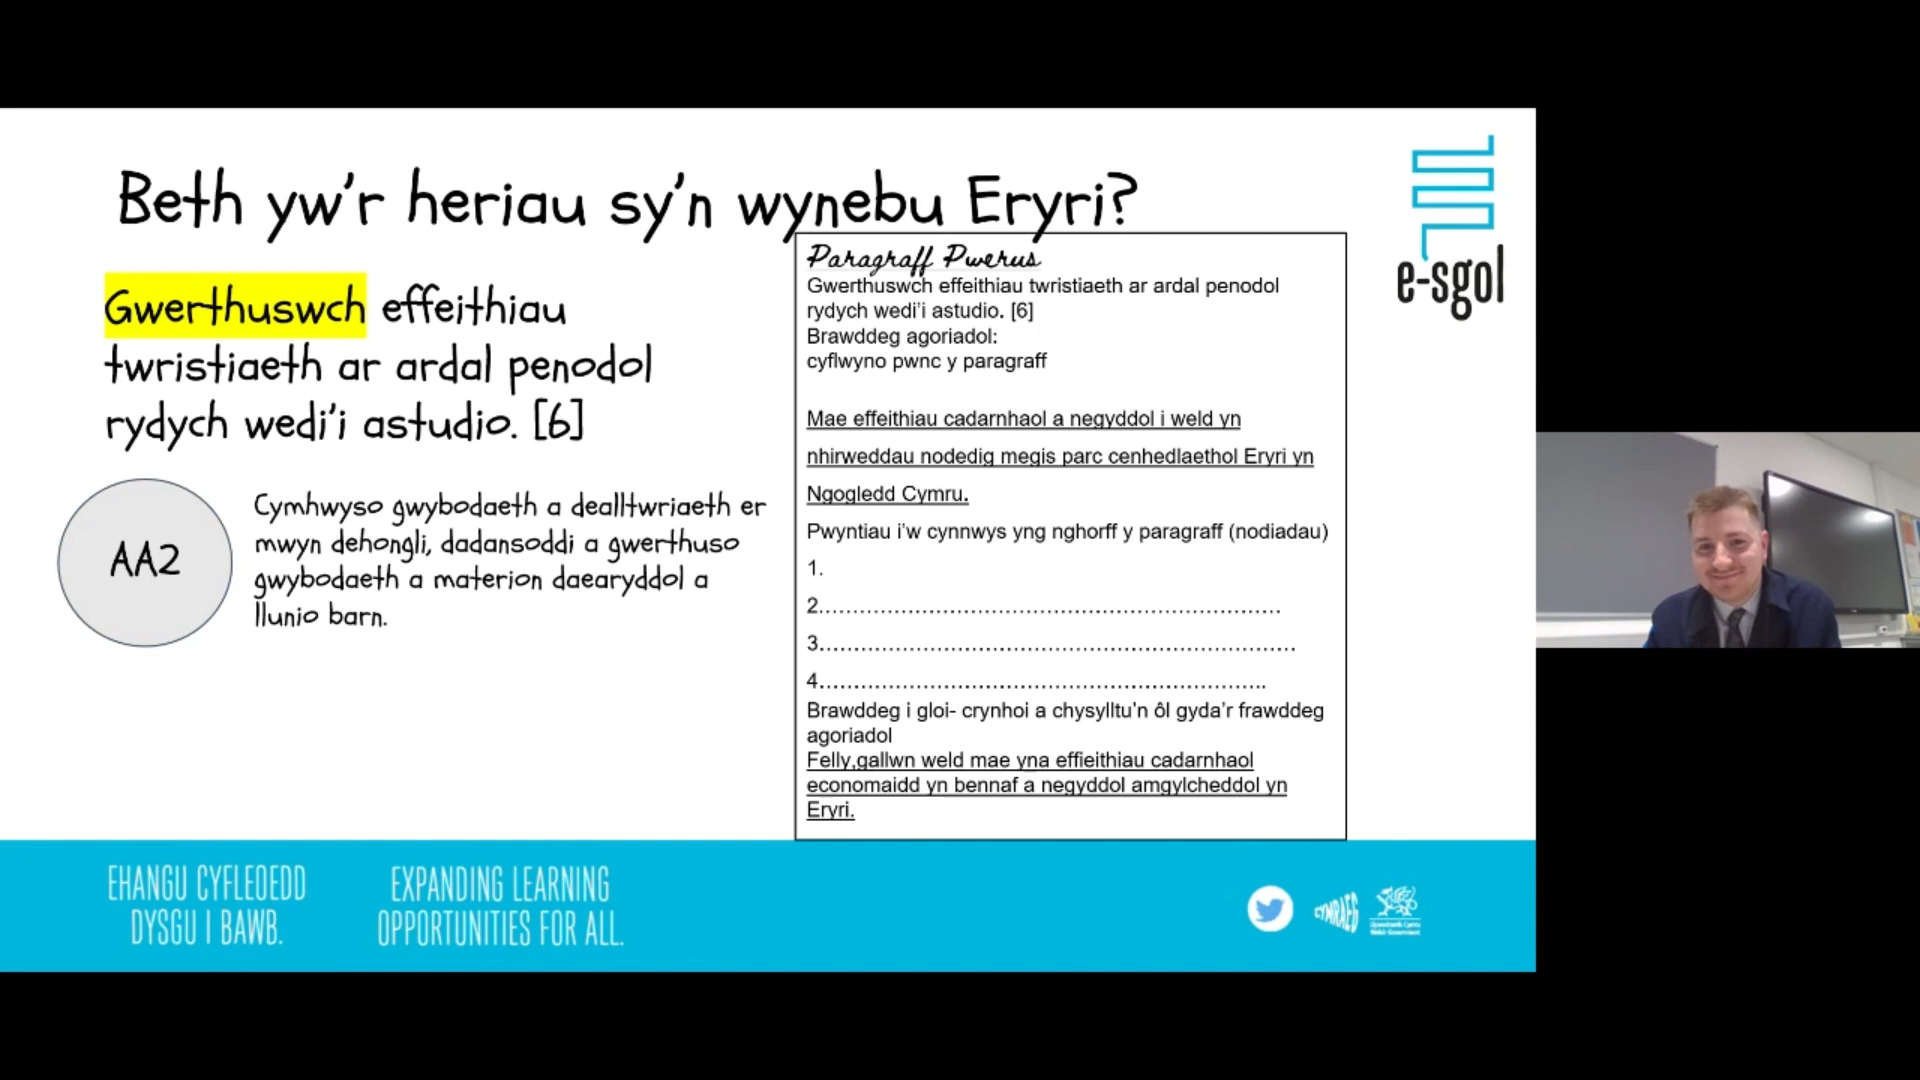 Beth yw'r heriau sy'n wynebu Eryri?
Gwerthuswch effeithiau
twristiaeth ar ardal penodol
rydych wedi'i astudio. [6]
AA2
Cymhwyso gwybodaeth a dealltwriaeth er
mwyn dehongli, dadansoddi a gwerthuso
gwybodaeth a materion daearyddol a
llunio barn.
Paragraff Pwerus
Gwerthuswch effeithiau twristiaeth ar ardal penodol
rydych wedi'i astudio. [6]
Brawddeg agoriadol:
cyflwyno pwnc y paragraff
Mae effeithiau cadarnhaol a negyddol i weld yn
nhirweddau nodedig megis parc cenhedlaethol Eryri yn
Ngogledd Cymru.
Pwyntiau i'w cynnwys yng nghorff y paragraff (nodiadau)
1.
2.……………………………………………………………
3.……………………………………………………………
4.…………………………………………………………..
Brawddeg i gloi- crynhoi a chysylltu'n ôl gyda'r frawddeg
agoriadol
Felly,gallwn weld mae yna effieithiau cadarnhaol
economaidd yn bennaf a negyddol amgylcheddol yn
Eryri.
e-sgol
EHANGU CYFLEOEDD
DYSGU I BAWB.
EXPANDING LEARNING
OPPORTUNITIES FOR ALL.
CYMRAEG
Llywodraeth Cymru
Welsh Government